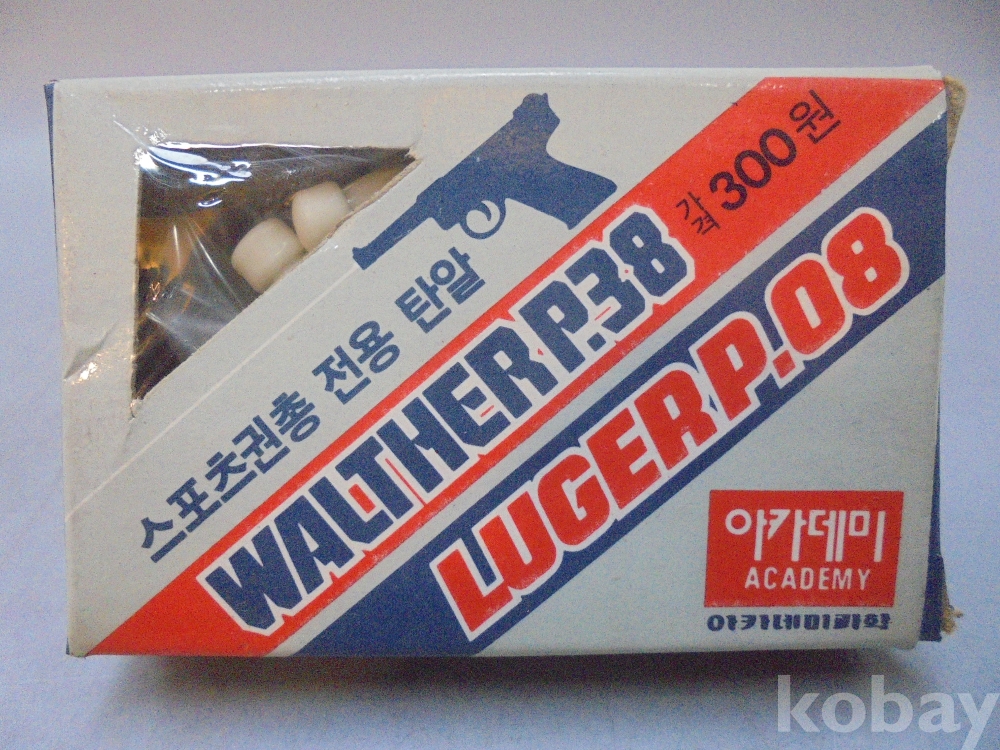 가격 300원
스포츠권총 전용 탄알
WALTHER P.38
LUGER P.08
아카데미
ACADEMY
아카데미과학
kobay